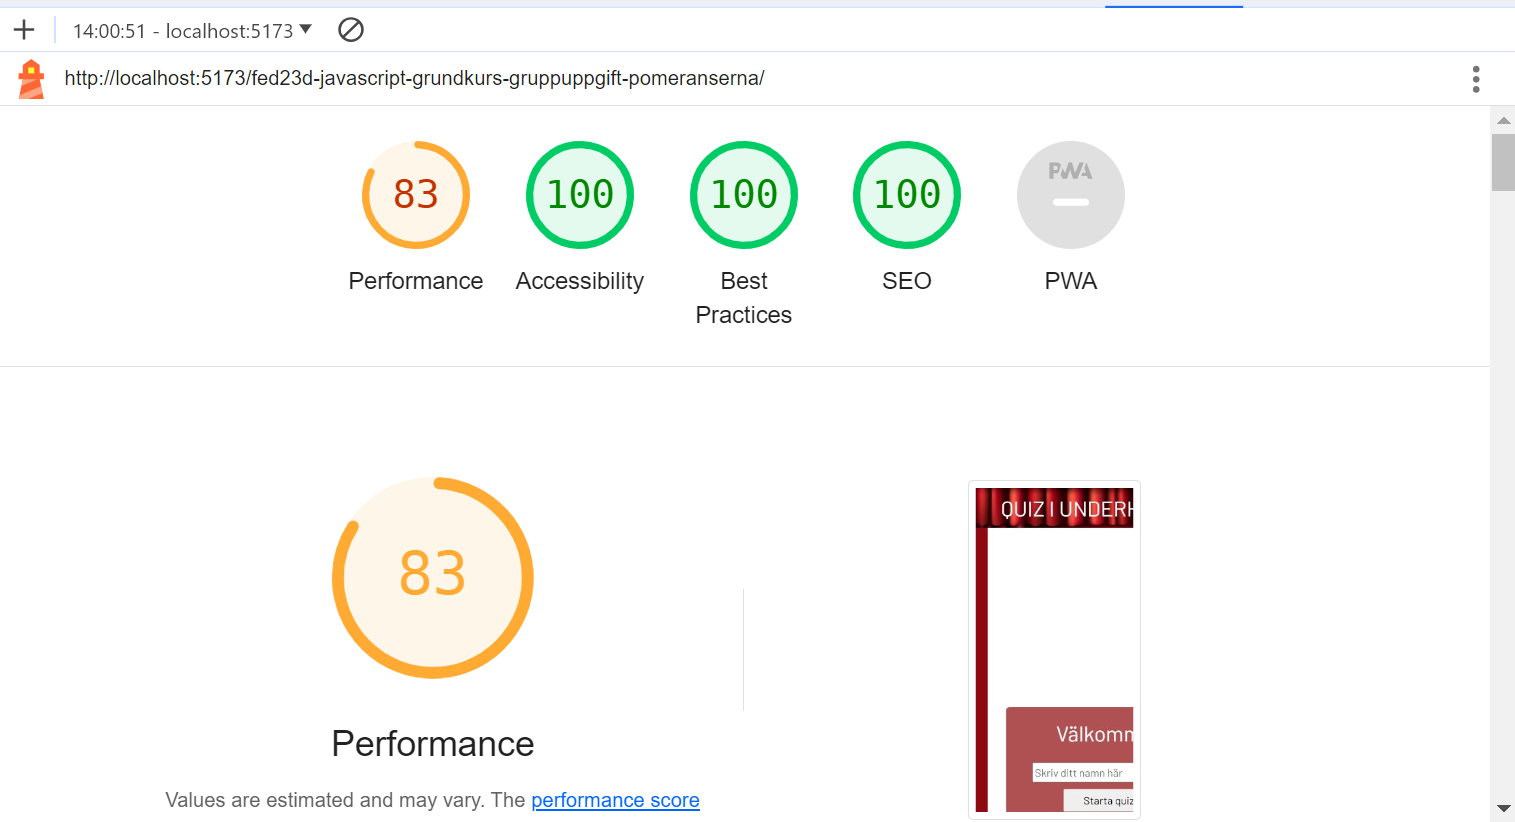 14:00:51 - localhost:5173
http://localhost:5173/fed23d-javascript-grundkurs-gruppuppgift-pomeranserna/
83 100 100 100 PWA
Performance Accessibility Best Practices SEO PWA
83
Performance
Values are estimated and may vary. The performance score
QUIZ I UNDERH
Välkomm
Skriv ditt namn här
Starta quiz